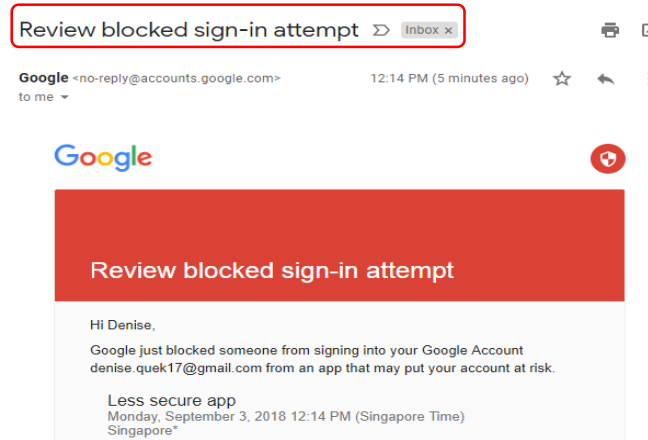 Review blocked sign-in attempt Inbox x
Google <no-reply@accounts.google.com> 12:14 PM (5 minutes ago)
to me
Google
Review blocked sign-in attempt
Hi Denise,
Google just blocked someone from signing into your Google Account
denise.quek17@gmail.com from an app that may put your account at risk.
Less secure app
Monday, September 3, 2018 12:14 PM (Singapore Time)
Singapore*